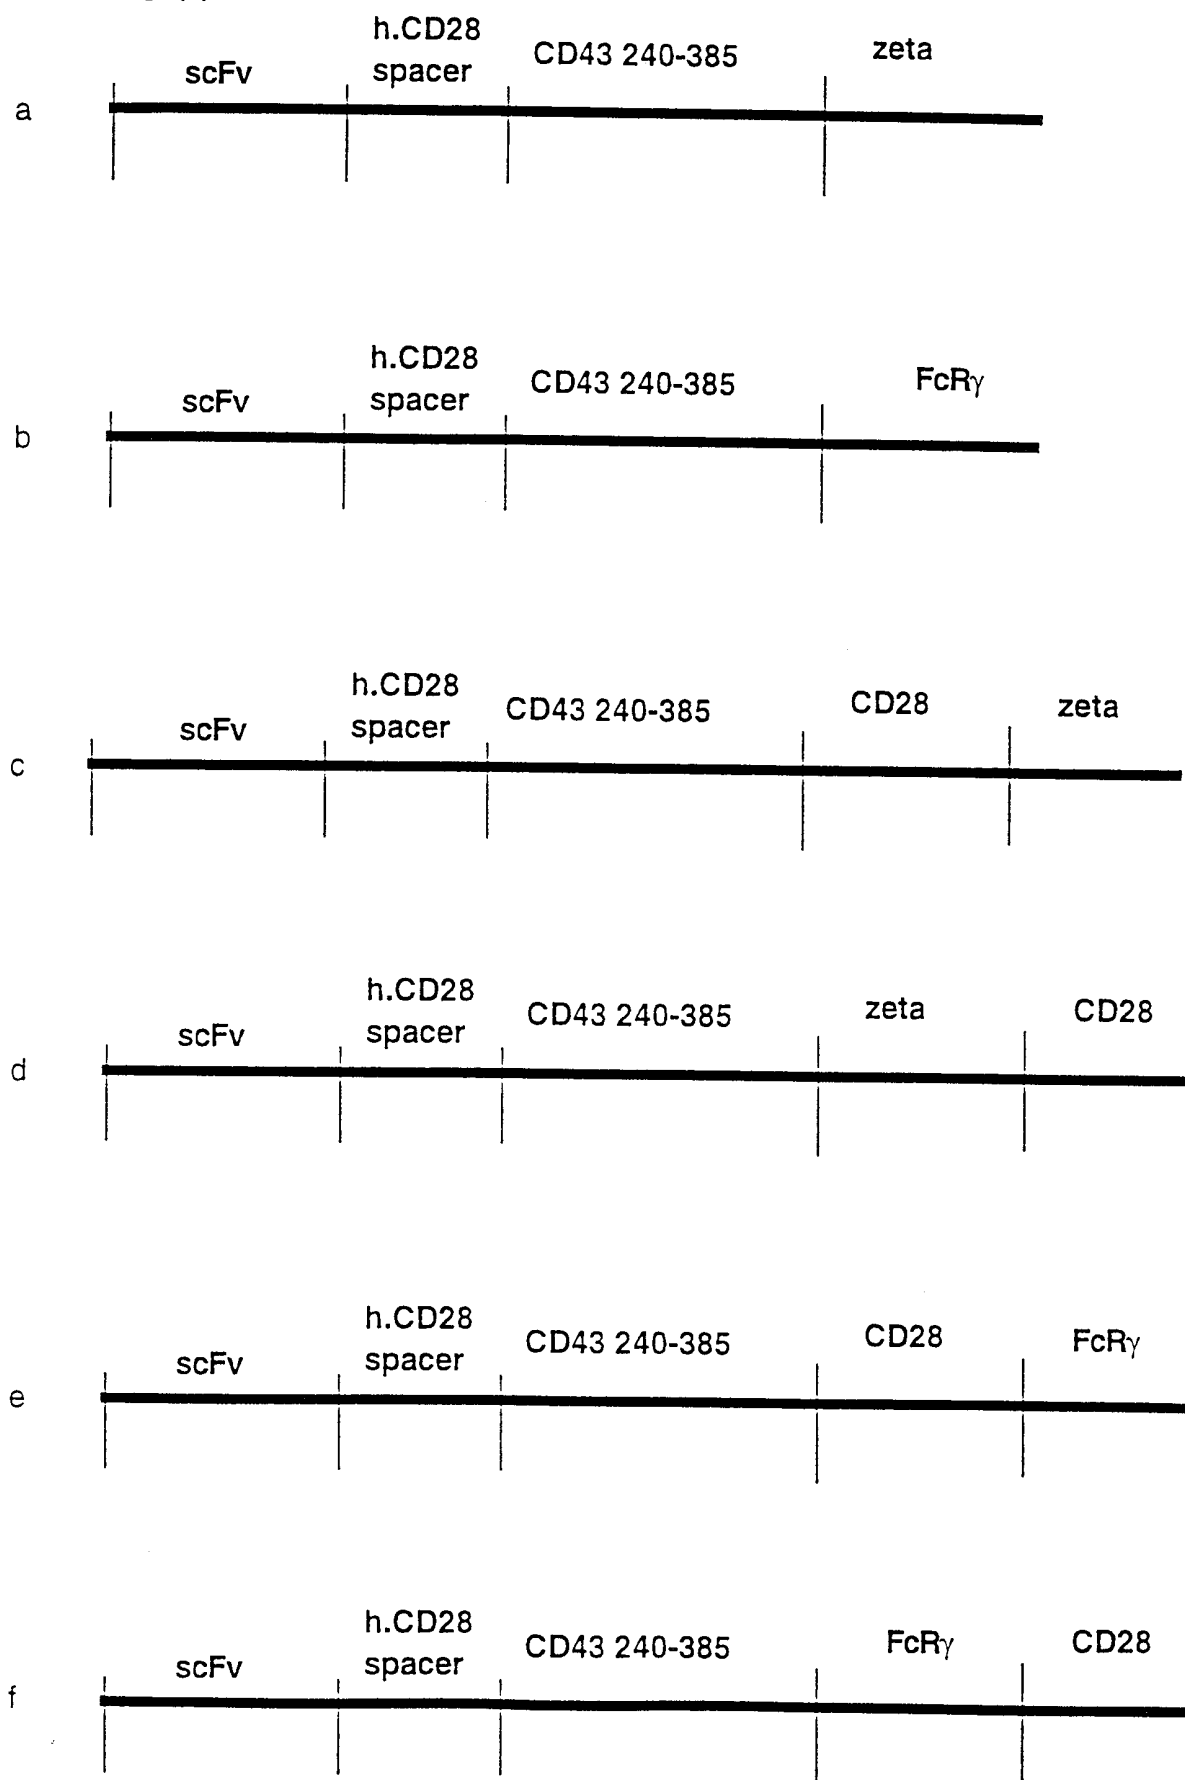 h.CD28
scFv spacer CD43 240-385 zeta
a
h.CD28
scFv spacer CD43 240-385 FcRγ
b
h.CD28
scFv spacer CD43 240-385 CD28 zeta
c
h.CD28
scFv spacer CD43 240-385 zeta CD28
d
h.CD28
scFv spacer CD43 240-385 CD28 FcRγ
e
h.CD28
scFv spacer CD43 240-385 FcRγ CD28
f